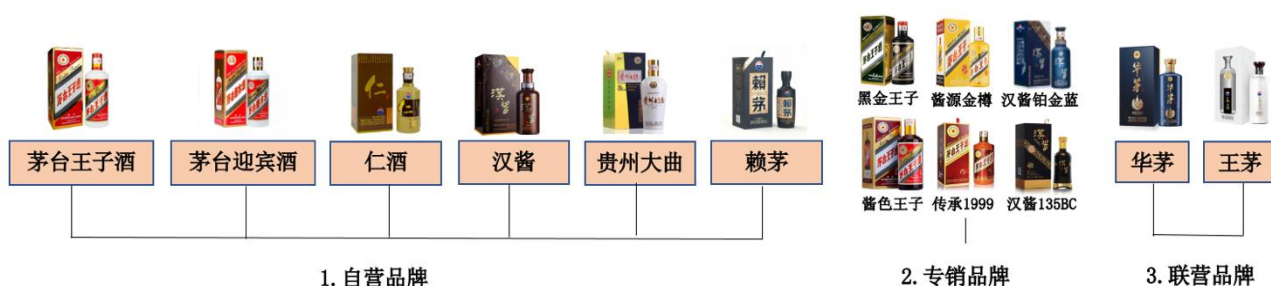 黑金王子 酱源金樽 汉酱铂金蓝
茅台王子酒 茅台迎宾酒 仁酒 汉酱 贵州大曲 赖茅
华茅 王茅
酱色王子 传承1999 汉酱135BC
1. 自营品牌 2. 专销品牌 3. 联营品牌